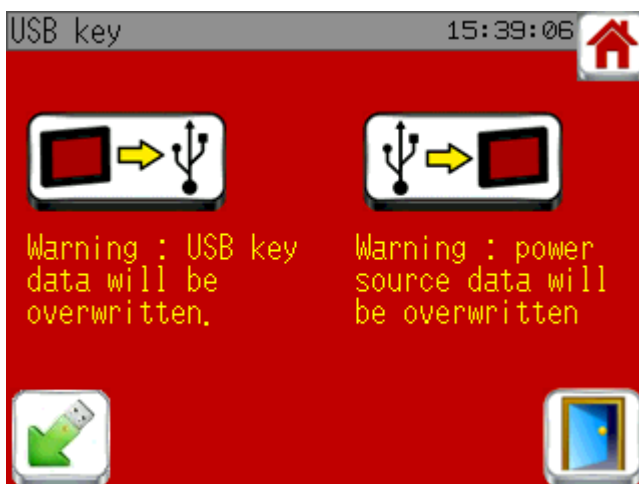 USB key
15:39:06
Warning : USB key
data will be
overwritten.
Warning : power
source data will
be overwritten